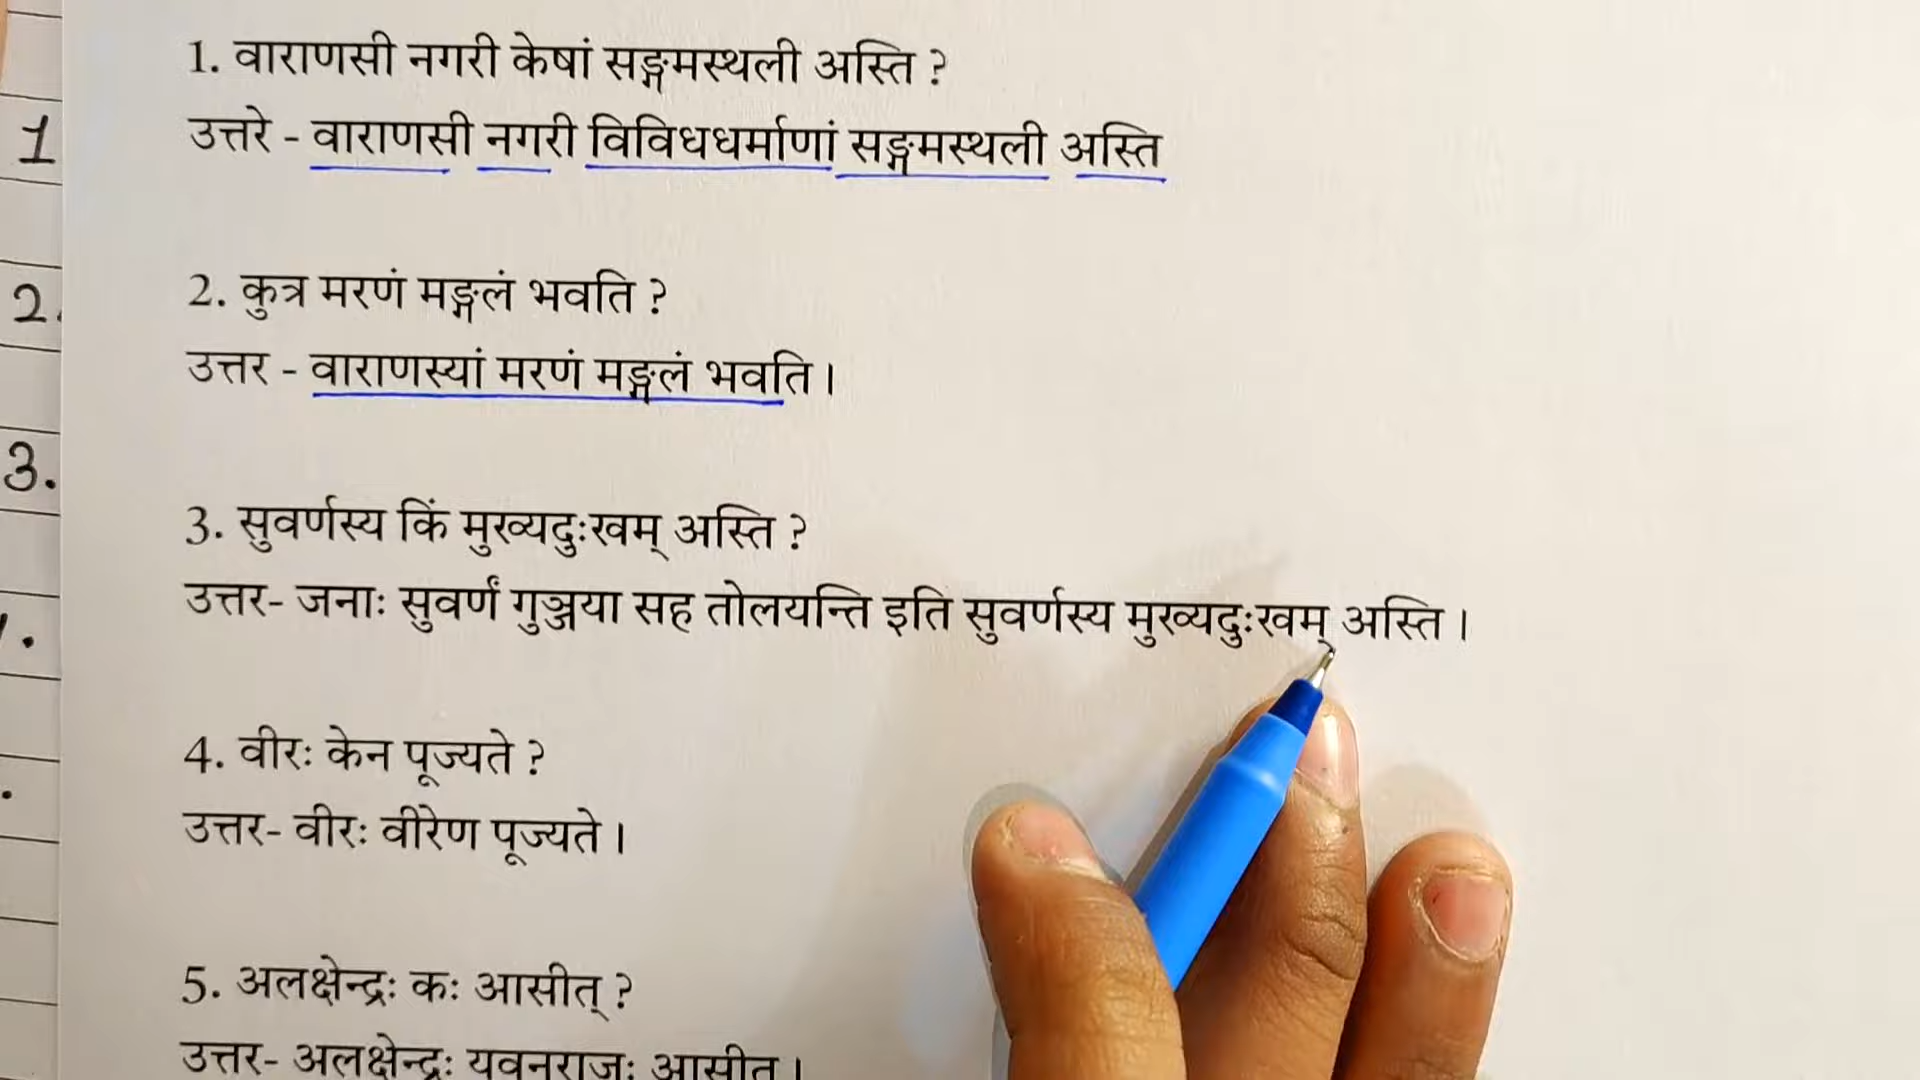 1. वाराणसी नगरी केषां सङ्गमस्थली अस्ति ?
1
उत्तरे - वाराणसी नगरी विविधधर्माणां सङ्गमस्थली अस्ति
2.
2. कुत्र मरणं मङ्गलं भवति ?
उत्तर - वाराणस्यां मरणं मङ्गलं भवति ।
3.
3. सुवर्णस्य किं मुख्यदुःखम् अस्ति ?
उत्तर- जनाः सुवर्णं गुञ्जया सह तोलयन्ति इति सुवर्णस्य मुख्यदुःखम् अस्ति ।
4. वीरः केन पूज्यते ?
उत्तर- वीरः वीरेण पूज्यते ।
5. अलक्षेन्द्रः कः आसीत् ?
उत्तर- अलक्षेन्द्रः यवनराजः आसीत् ।